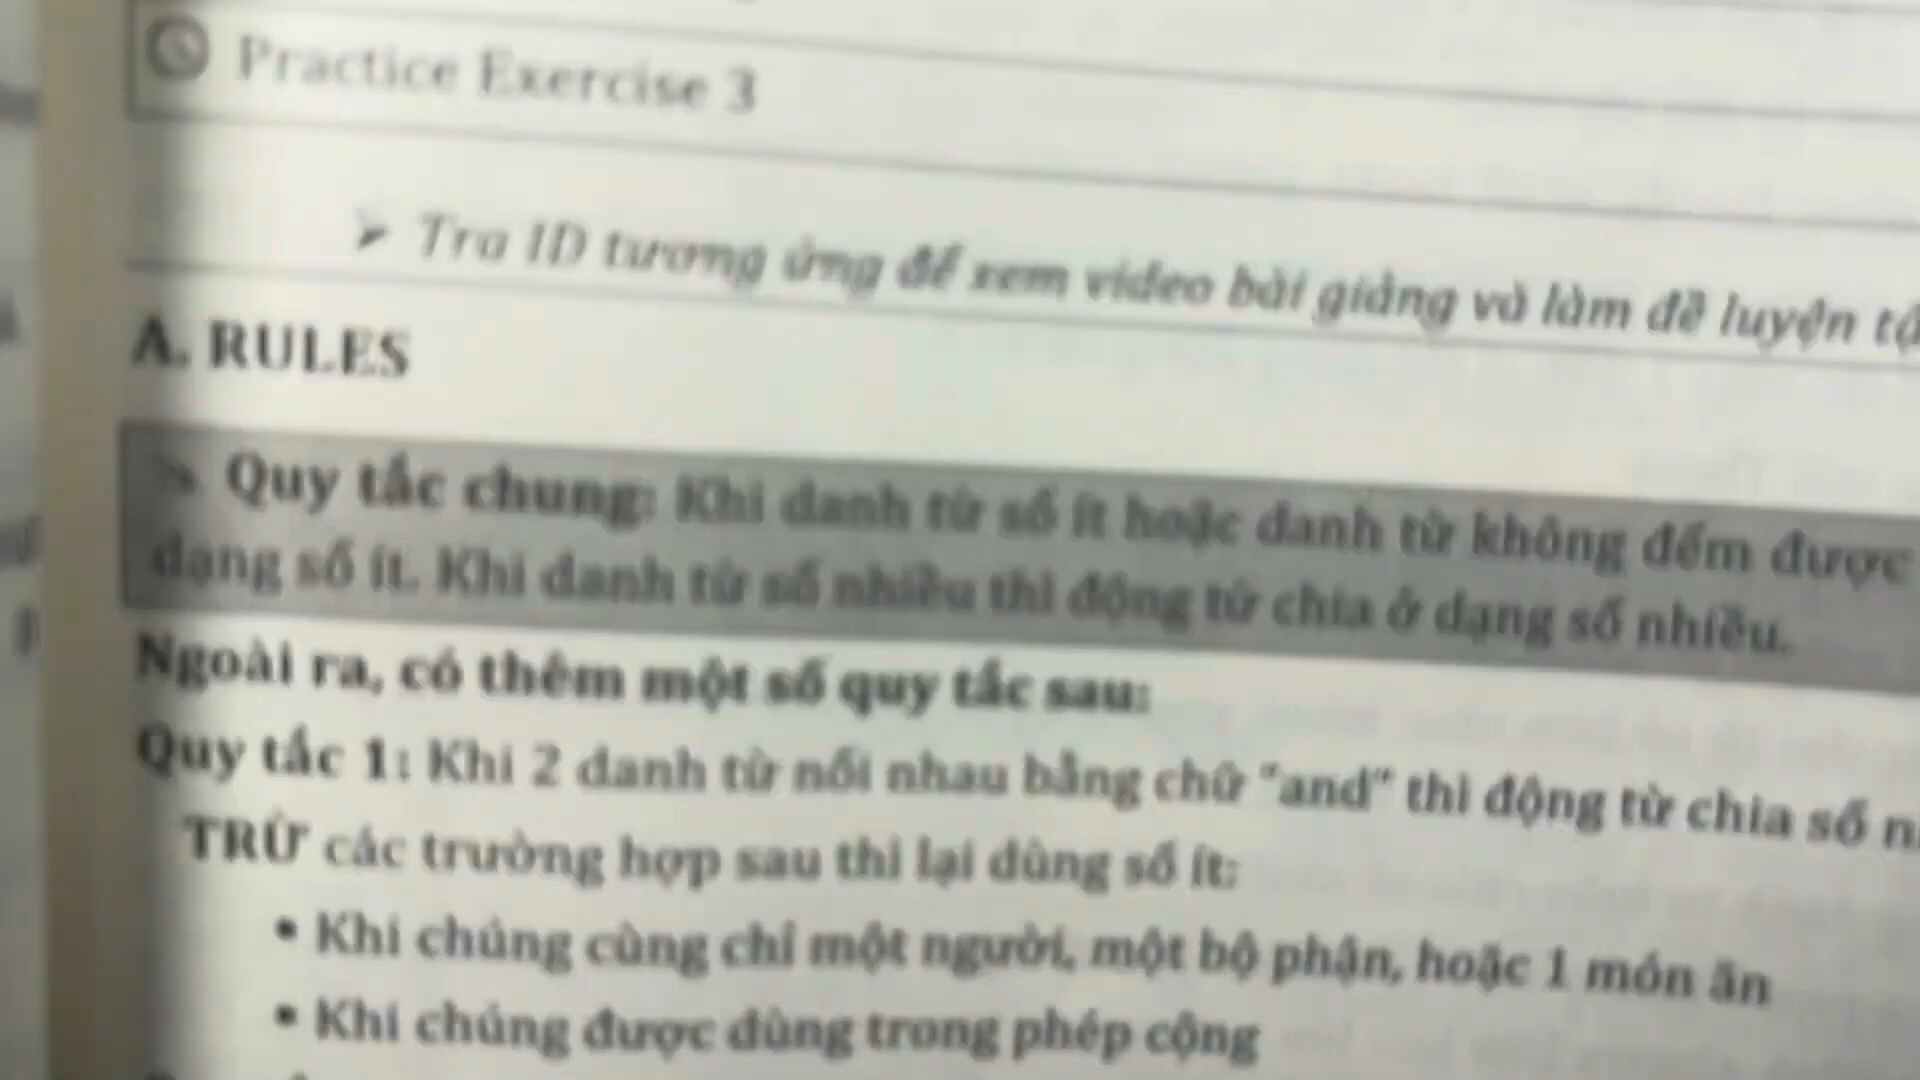 Practice Exercise 3
➤ Tra ID tương ứng để xem video bài giảng và làm đề luyện
A. RULES
Quy tắc chung: Khi danh từ số ít hoặc danh từ không đếm được
dạng số ít. Khi danh từ số nhiều thì động từ chia ở dạng số nhiều.
Ngoài ra, có thêm một số quy tắc sau:
Quy tắc 1: Khi 2 danh từ nối nhau bằng chữ "and" thì động từ chia số
TRỪ các trường hợp sau thì lại dùng số ít:
• Khi chúng cùng chỉ một người, một bộ phận, hoặc 1 món ăn
• Khi chúng được dùng trong phép cộng